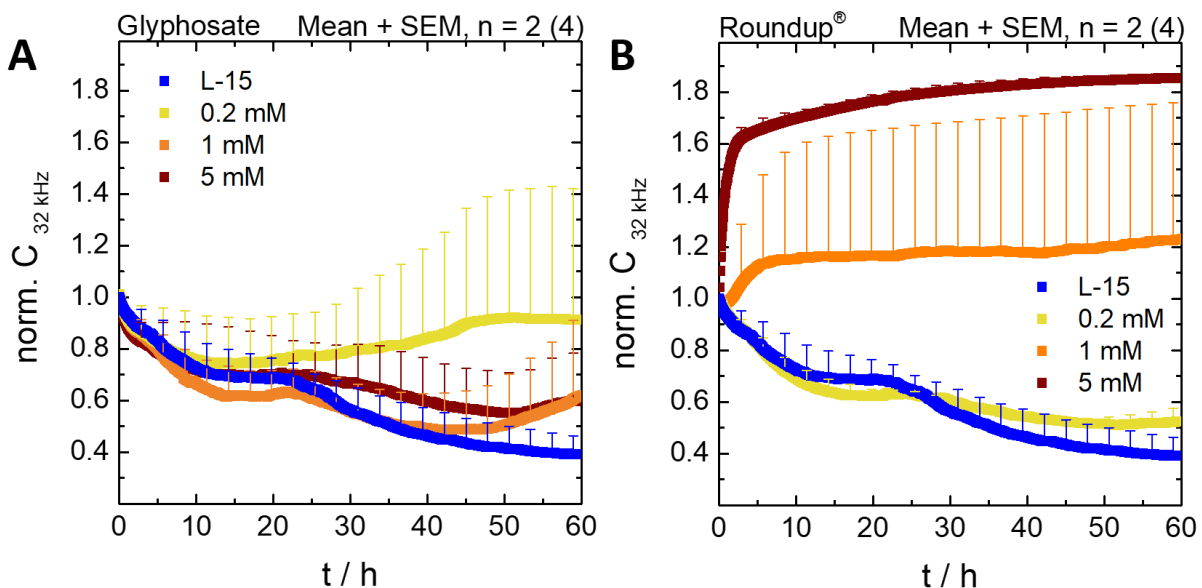 A
Glyphosate Mean + SEM, n = 2 (4)
L-15
0.2 mM
1 mM
5 mM
norm. C 32 kHz
1.8
1.6
1.4
1.2
1.0
0.8
0.6
0.4
0 10 20 30 40 50 60
t / h
B
Roundup® Mean + SEM, n = 2 (4)
L-15
0.2 mM
1 mM
5 mM
norm. C 32 kHz
1.8
1.6
1.4
1.2
1.0
0.8
0.6
0.4
0 10 20 30 40 50 60
t / h